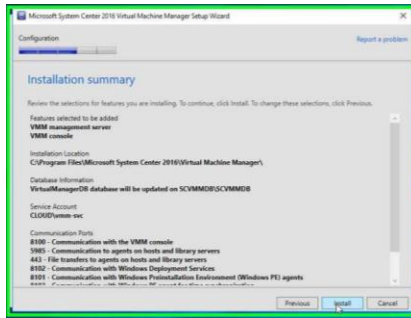 Microsoft System Center 2016 Virtual Machine Manager Setup Wizard
Configuration
Report a problem
Installation summary
Review the selections for features you are installing. To continue, click Install. To change these selections, click Previous.
Features selected to be added
VMM management server
VMM console
Installation Location
C:\Program Files\Microsoft System Center 2016\Virtual Machine Manager\
Database Information
VirtualManagerDB database will be updated on SCVMMDB\SCVMMDB
Service Account
CLOUD\vmm-svc
Communication Ports
8100 - Communication with the VMM console
5985 - Communication to agents on hosts and library servers
443 - File transfers to agents on hosts and library servers
8102 - Communication with Windows Deployment Services
8101 - Communication with Windows Preinstallation Environment (Windows PE) agents
Previous
Install
Cancel